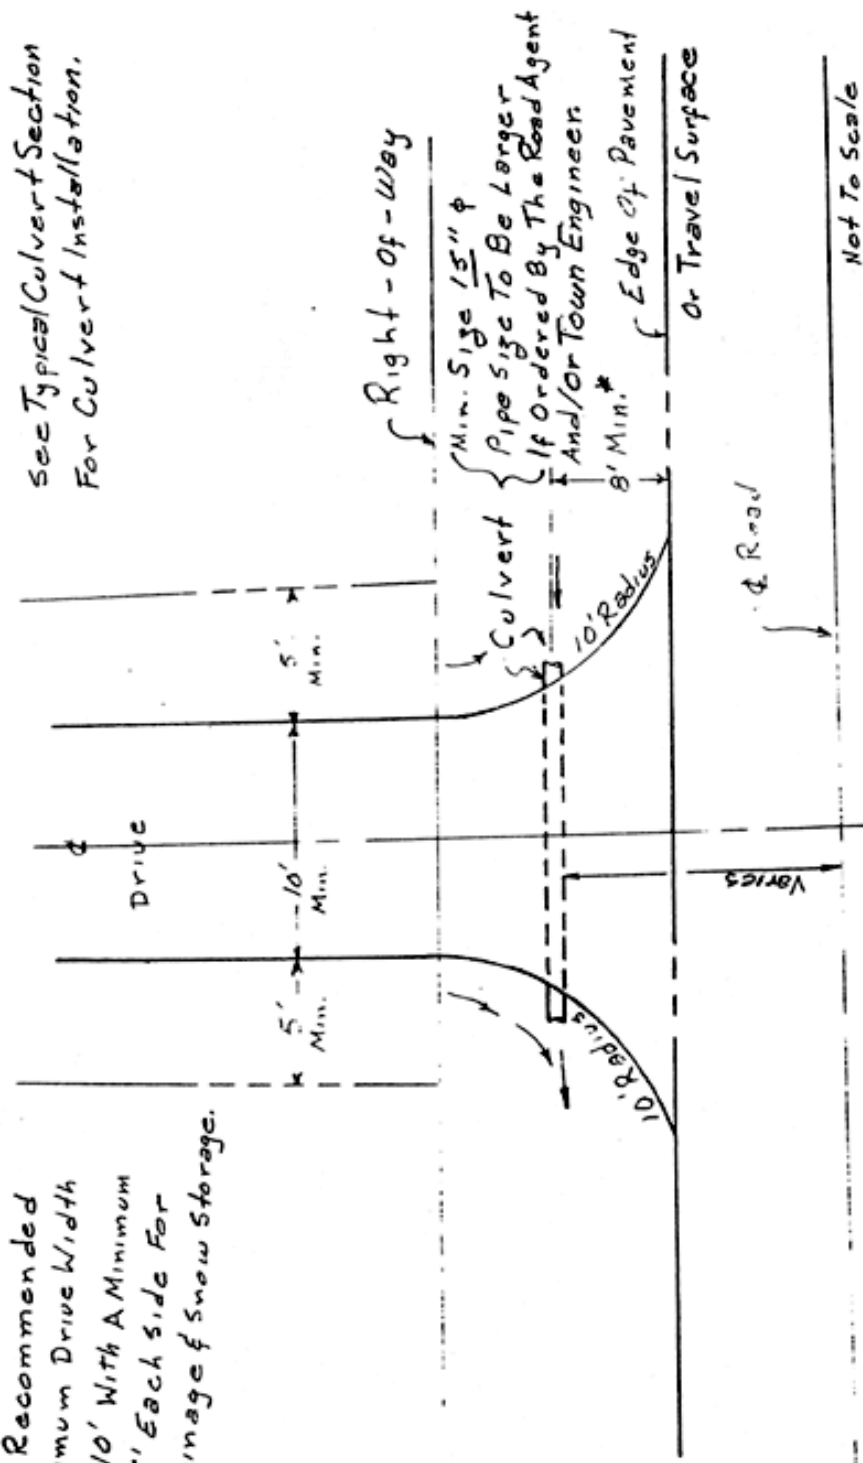 See Typical Culvert Section
For Culvert Installation.
Right-Of-Way
Min. Size 15" φ
Pipe Size To Be Larger
If Ordered By The Road Agent
And/Or Town Engineer.
8' Min.*
Edge Of Pavement
Or Travel Surface
Not To Scale
Culvert
10' Radius
℄ Road
5'
Min.
℄
Drive
10'
Min.
Varies
5'
Min.
10' Radius
Recommended
mum Drive Width
10' With A Minimum
' Each Side For
inage & Snow Storage.